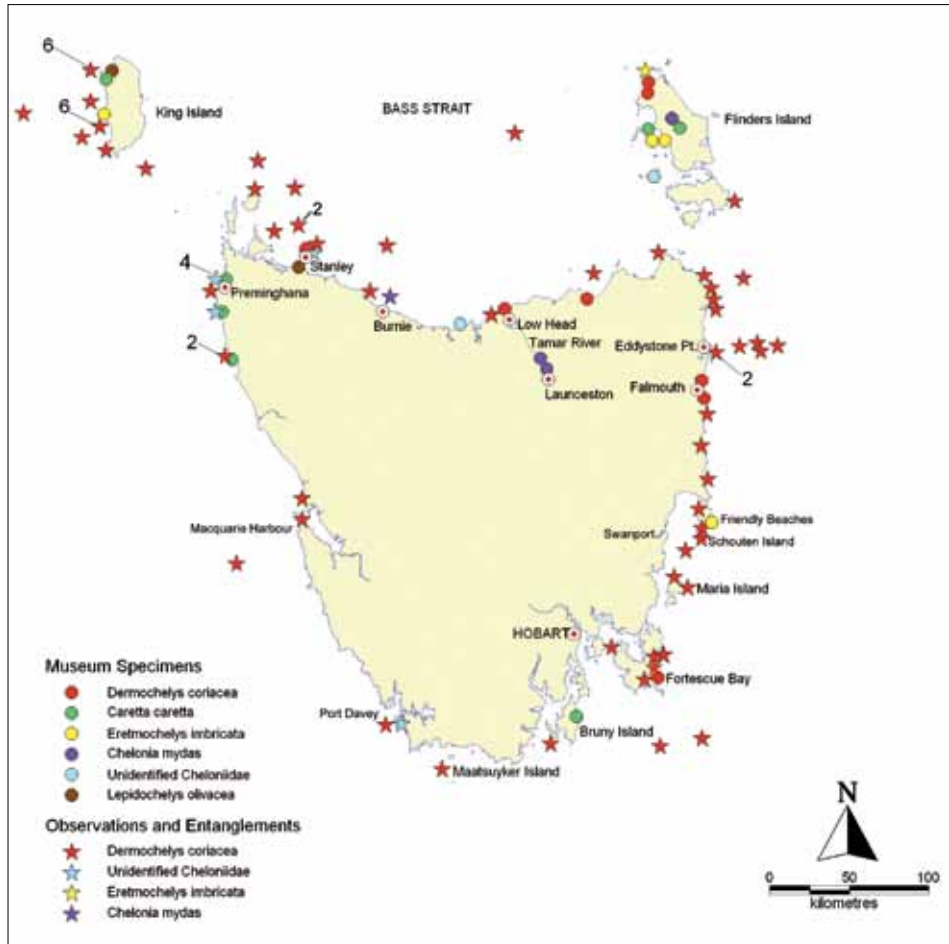 6
King Island
BASS STRAIT
6
Flinders Island
2
Stanley
4
Preminghana
Burnie
Low Head
Tamar River
Eddystone Pt.
2
2
Launceston
Falmouth
Macquarie Harbour
Friendly Beaches
Swanport
Schouten Island
Maria Island
HOBART
Fortescue Bay
Port Davey
Bruny Island
Maatsuyker Island
Museum Specimens
Dermochelys coriacea
Caretta caretta
Eretmochelys imbricata
Chelonia mydas
Unidentified Cheloniidae
Lepidochelys olivacea
Observations and Entanglements
Dermochelys coriacea
Unidentified Cheloniidae
Eretmochelys imbricata
Chelonia mydas
N
0 50 100
kilometres